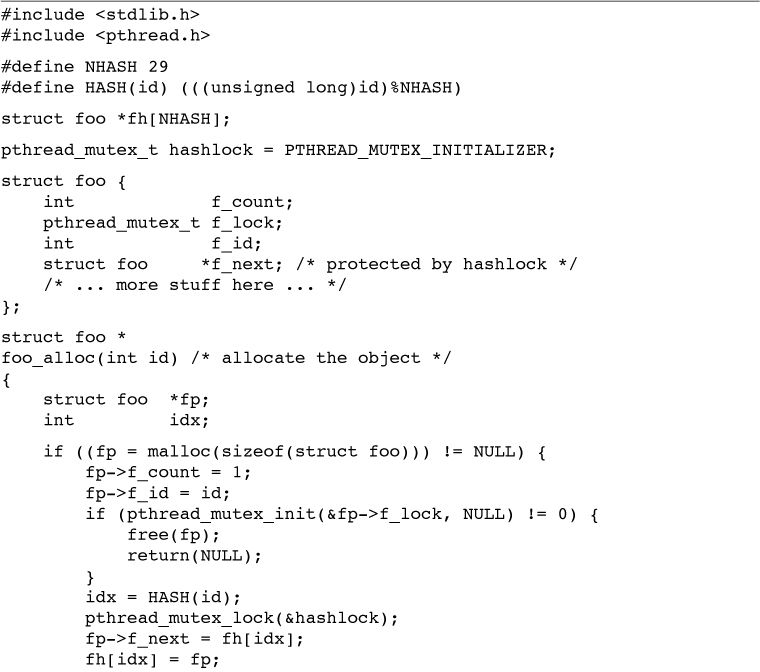 #include <stdlib.h>
#include <pthread.h>
#define NHASH 29
#define HASH(id) (((unsigned long)id)%NHASH)
struct foo *fh[NHASH];
pthread_mutex_t hashlock = PTHREAD_MUTEX_INITIALIZER;
struct foo {
    int             f_count;
    pthread_mutex_t f_lock;
    int             f_id;
    struct foo     *f_next; /* protected by hashlock */
    /* ... more stuff here ... */
};
struct foo *
foo_alloc(int id) /* allocate the object */
{
    struct foo  *fp;
    int         idx;
    if ((fp = malloc(sizeof(struct foo))) != NULL) {
        fp->f_count = 1;
        fp->f_id = id;
        if (pthread_mutex_init(&fp->f_lock, NULL) != 0) {
            free(fp);
            return(NULL);
        }
        idx = HASH(id);
        pthread_mutex_lock(&hashlock);
        fp->f_next = fh[idx];
        fh[idx] = fp;